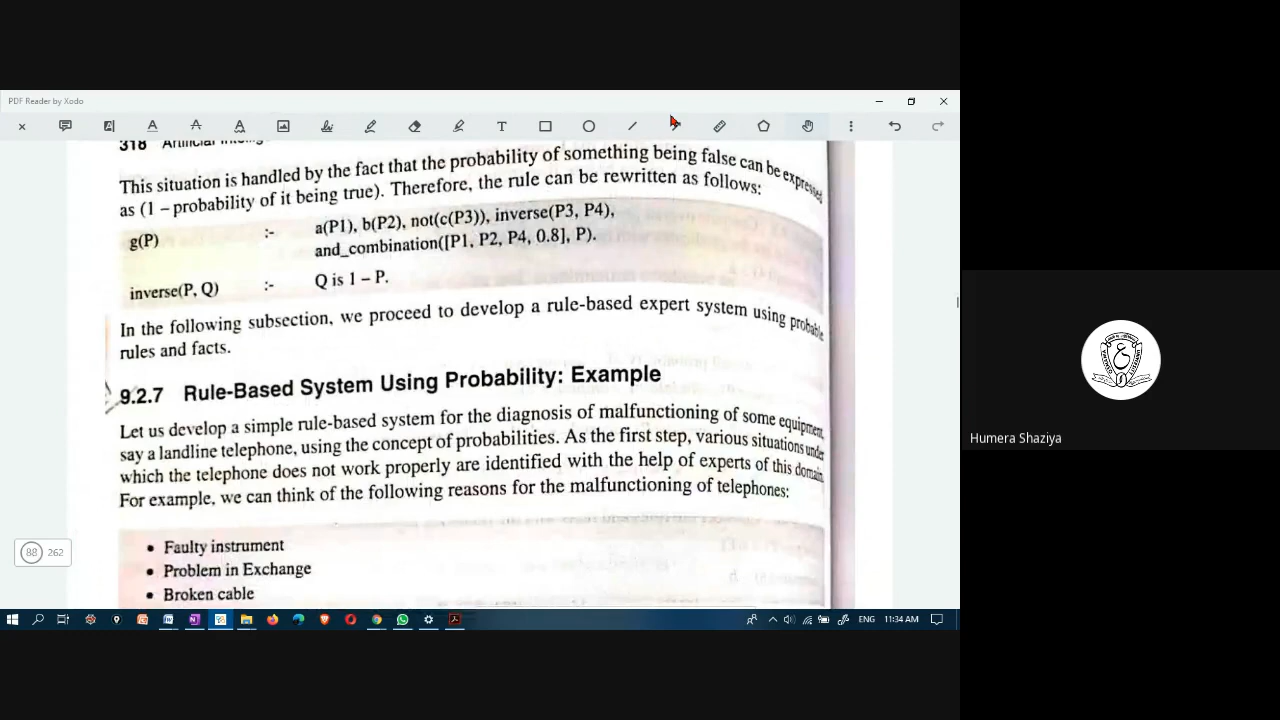 PDF Reader by Xodo
318 Artificial
This situation is handled by the fact that the probability of something being false can be expressed
as (1 – probability of it being true). Therefore, the rule can be rewritten as follows:
g(P) :- a(P1), b(P2), not(c(P3)), inverse(P3, P4),
and_combination([P1, P2, P4, 0.8], P).
inverse(P, Q) :- Q is 1 – P.
In the following subsection, we proceed to develop a rule-based expert system using probable
rules and facts.
9.2.7 Rule-Based System Using Probability: Example
Let us develop a simple rule-based system for the diagnosis of malfunctioning of some equipment,
say a landline telephone, using the concept of probabilities. As the first step, various situations under
which the telephone does not work properly are identified with the help of experts of this domain.
For example, we can think of the following reasons for the malfunctioning of telephones:
• Faulty instrument
• Problem in Exchange
• Broken cable
88 262
ENG 11:34 AM
Humera Shaziya